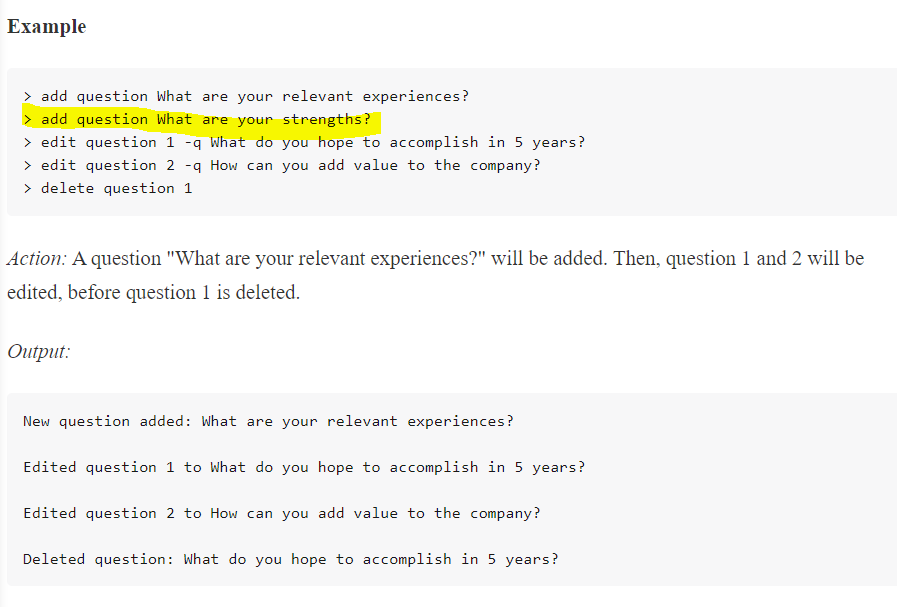 Example
> add question What are your relevant experiences?
> add question What are your strengths?
> edit question 1 -q What do you hope to accomplish in 5 years?
> edit question 2 -q How can you add value to the company?
> delete question 1
Action: A question "What are your relevant experiences?" will be added. Then, question 1 and 2 will be
edited, before question 1 is deleted.
Output:
New question added: What are your relevant experiences?
Edited question 1 to What do you hope to accomplish in 5 years?
Edited question 2 to How can you add value to the company?
Deleted question: What do you hope to accomplish in 5 years?